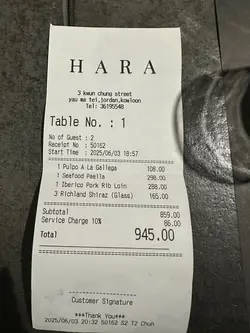 HARA
3 kwun chung street
yau ma tei,jordan,kowloon
Tel: 36195548
Table No. : 1
No of Guest : 2
Receipt No : 50162
Start Time : 2025/06/03 18:57
1 Pulpo A La Gallega 108.00
1 Seafood Paella 298.00
1 Iberico Pork Rib Loin 288.00
3 Richland Shiraz (Glass) 165.00
Subtotal 859.00
Service Charge 10% 86.00
Total 945.00
Customer Signature
***Thank You***
2025/06/03 20:32 50162 S2 T2 Chuh